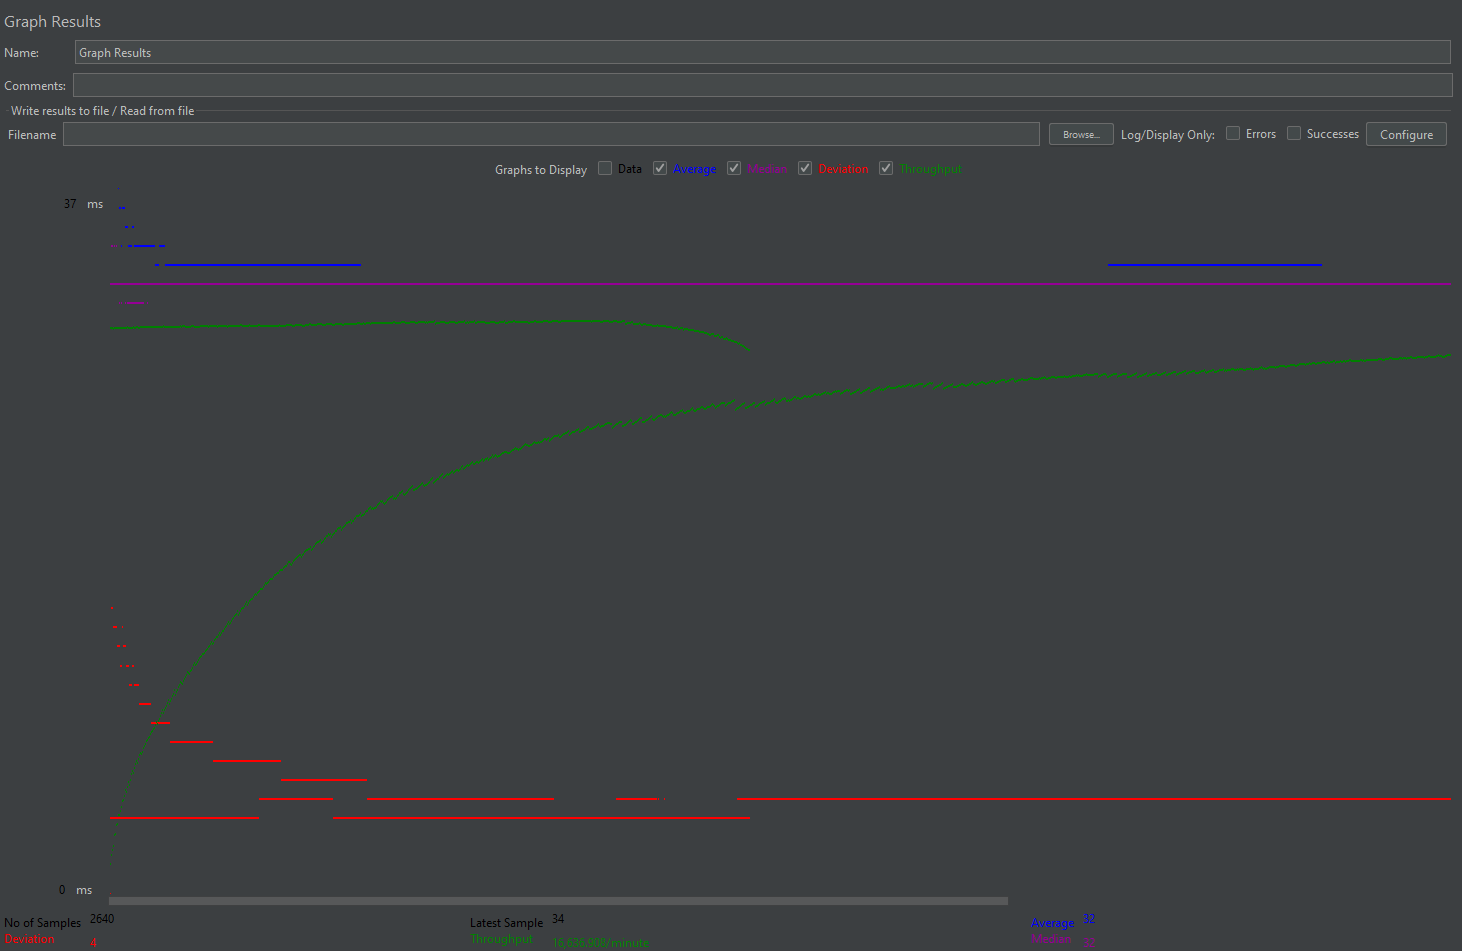 Graph Results
Name: Graph Results
Comments:
Write results to file / Read from file
Filename Browse... Log/Display Only: Errors Successes Configure
Graphs to Display Data Average Median Deviation Throughput
37 ms
0 ms
No of Samples 2640 Latest Sample 34 Average 32
Deviation 4 Throughput 16,636.908/minute Median 32